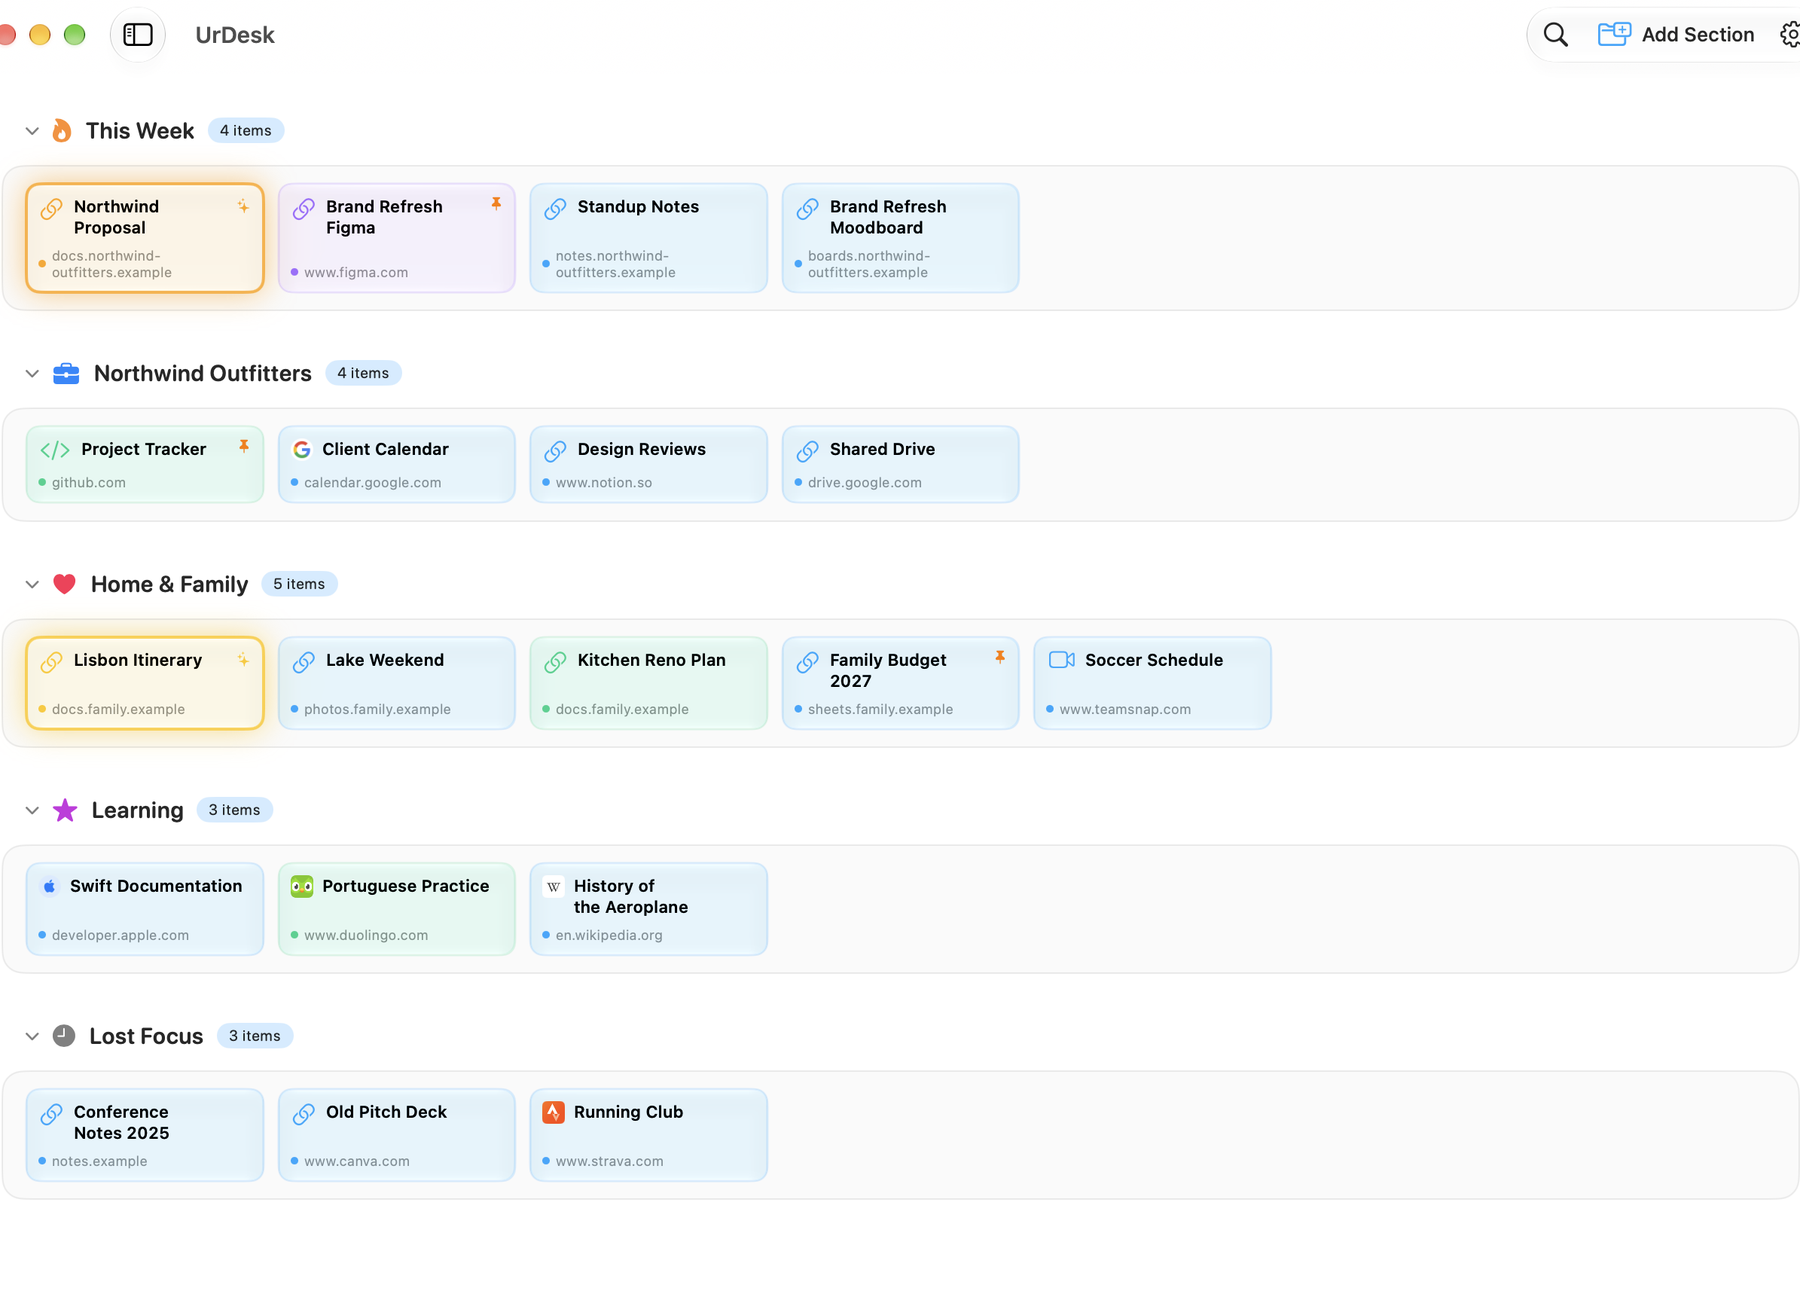 UrDesk
Add Section
This Week
4 items
Northwind
Proposal
docs.northwind-
outfitters.example
Brand Refresh
Figma
www.figma.com
Standup Notes
notes.northwind-
outfitters.example
Brand Refresh
Moodboard
boards.northwind-
outfitters.example
Northwind Outfitters
4 items
Project Tracker
github.com
Client Calendar
calendar.google.com
Design Reviews
www.notion.so
Shared Drive
drive.google.com
Home & Family
5 items
Lisbon Itinerary
docs.family.example
Lake Weekend
photos.family.example
Kitchen Reno Plan
docs.family.example
Family Budget
2027
sheets.family.example
Soccer Schedule
www.teamsnap.com
Learning
3 items
Swift Documentation
developer.apple.com
Portuguese Practice
www.duolingo.com
W
History of
the Aeroplane
en.wikipedia.org
Lost Focus
3 items
Conference
Notes 2025
notes.example
Old Pitch Deck
www.canva.com
Running Club
www.strava.com